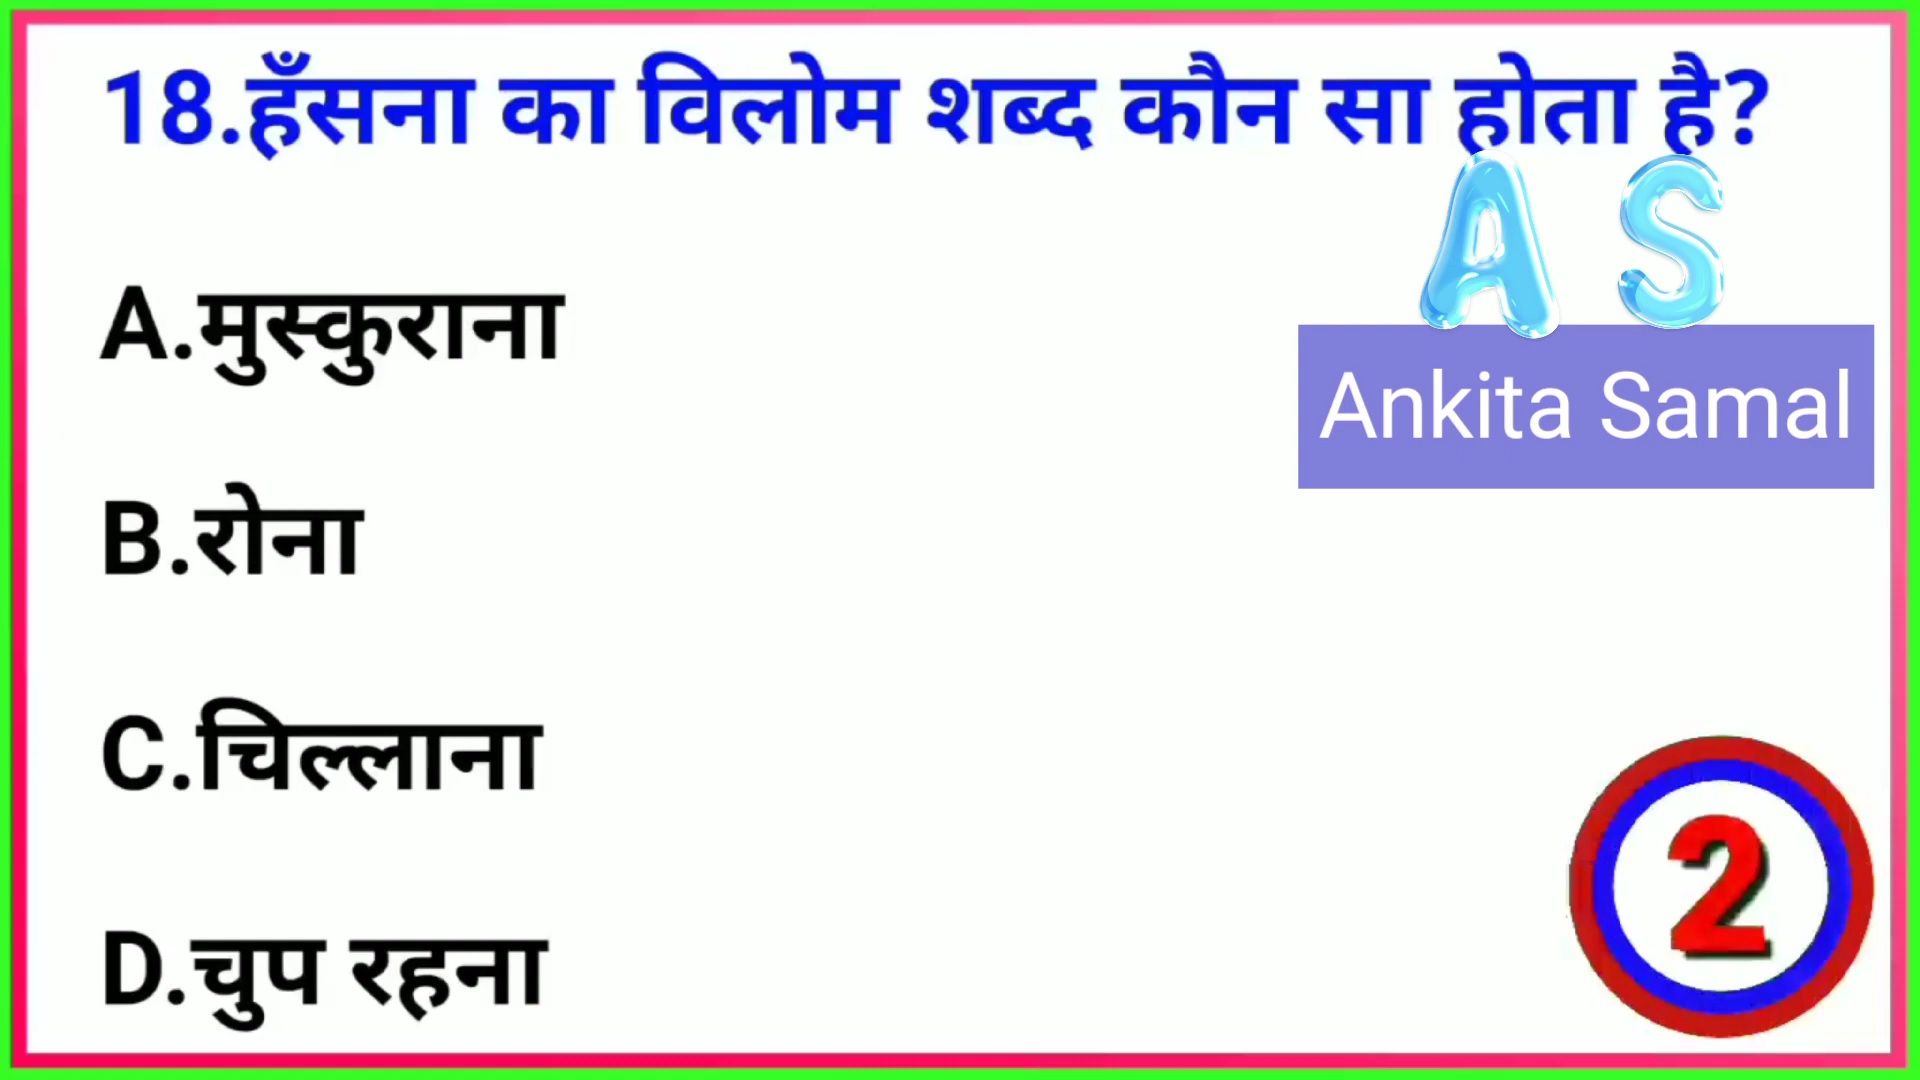 18.हँसना का विलोम शब्द कौन सा होता है?
A S
A.मुस्कुराना
Ankita Samal
B.रोना
C.चिल्लाना
2
D.चुप रहना